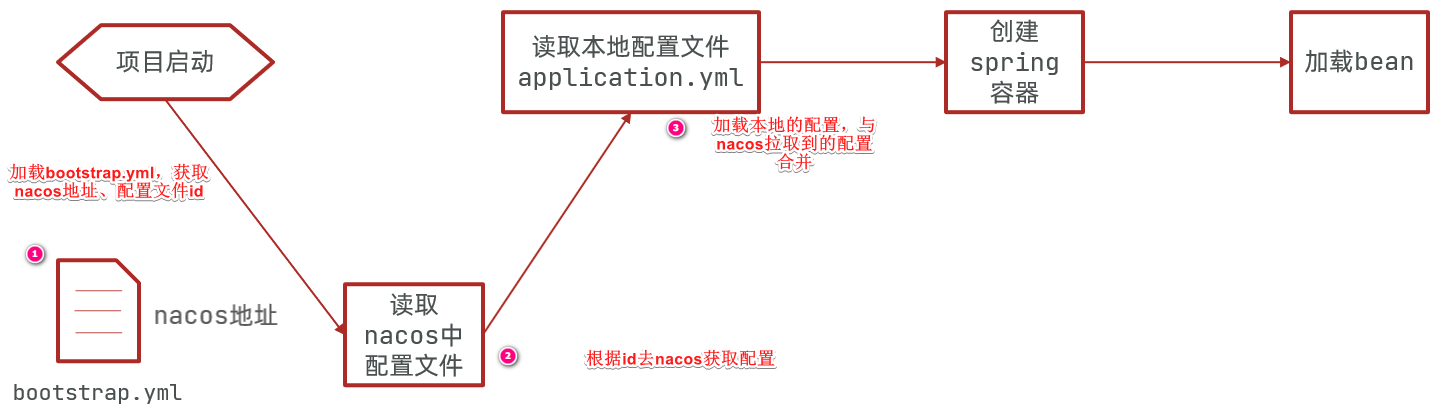 项目启动
加载bootstrap.yml，获取
nacos地址、配置文件id
1
nacos地址
bootstrap.yml
读取
nacos中
配置文件
2
根据id去nacos获取配置
读取本地配置文件
application.yml
3
加载本地的配置，与
nacos拉取到的配置
合并
创建
spring
容器
加载bean